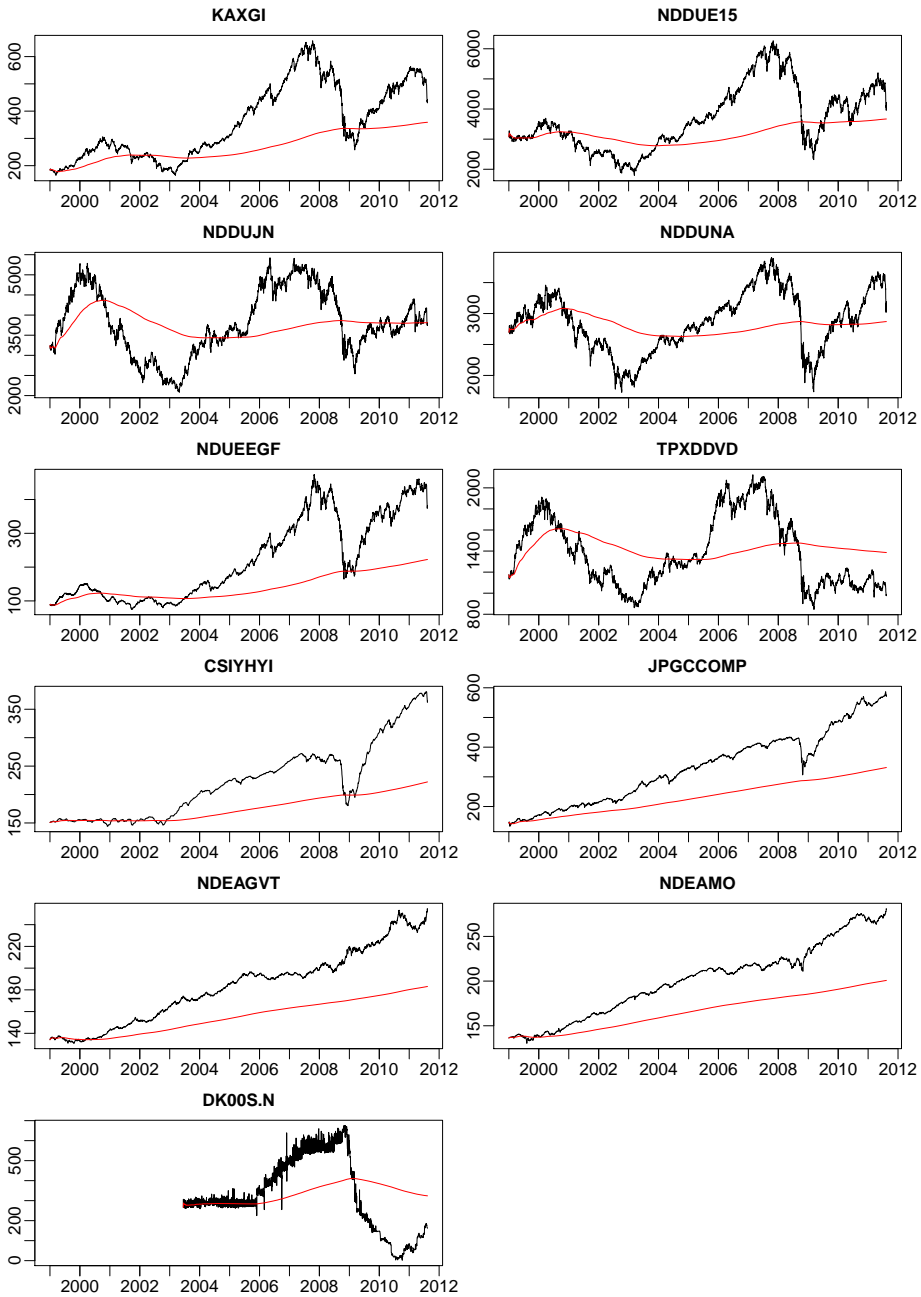 KAXGI
200 400 600
2000 2002 2004 2006 2008 2010 2012
NDDUE15
2000 4000 6000
2000 2002 2004 2006 2008 2010 2012
NDDUJN
2000 3500 5000
2000 2002 2004 2006 2008 2010 2012
NDDUNA
2000 3000
2000 2002 2004 2006 2008 2010 2012
NDUEEGF
100 300
2000 2002 2004 2006 2008 2010 2012
TPXDDVD
800 1400 2000
2000 2002 2004 2006 2008 2010 2012
CSIYHYI
150 250 350
2000 2002 2004 2006 2008 2010 2012
JPGCCOMP
200 400 600
2000 2002 2004 2006 2008 2010 2012
NDEAGVT
140 180 220
2000 2002 2004 2006 2008 2010 2012
NDEAMO
150 200 250
2000 2002 2004 2006 2008 2010 2012
DK00S.N
0 200 500
2000 2002 2004 2006 2008 2010 2012